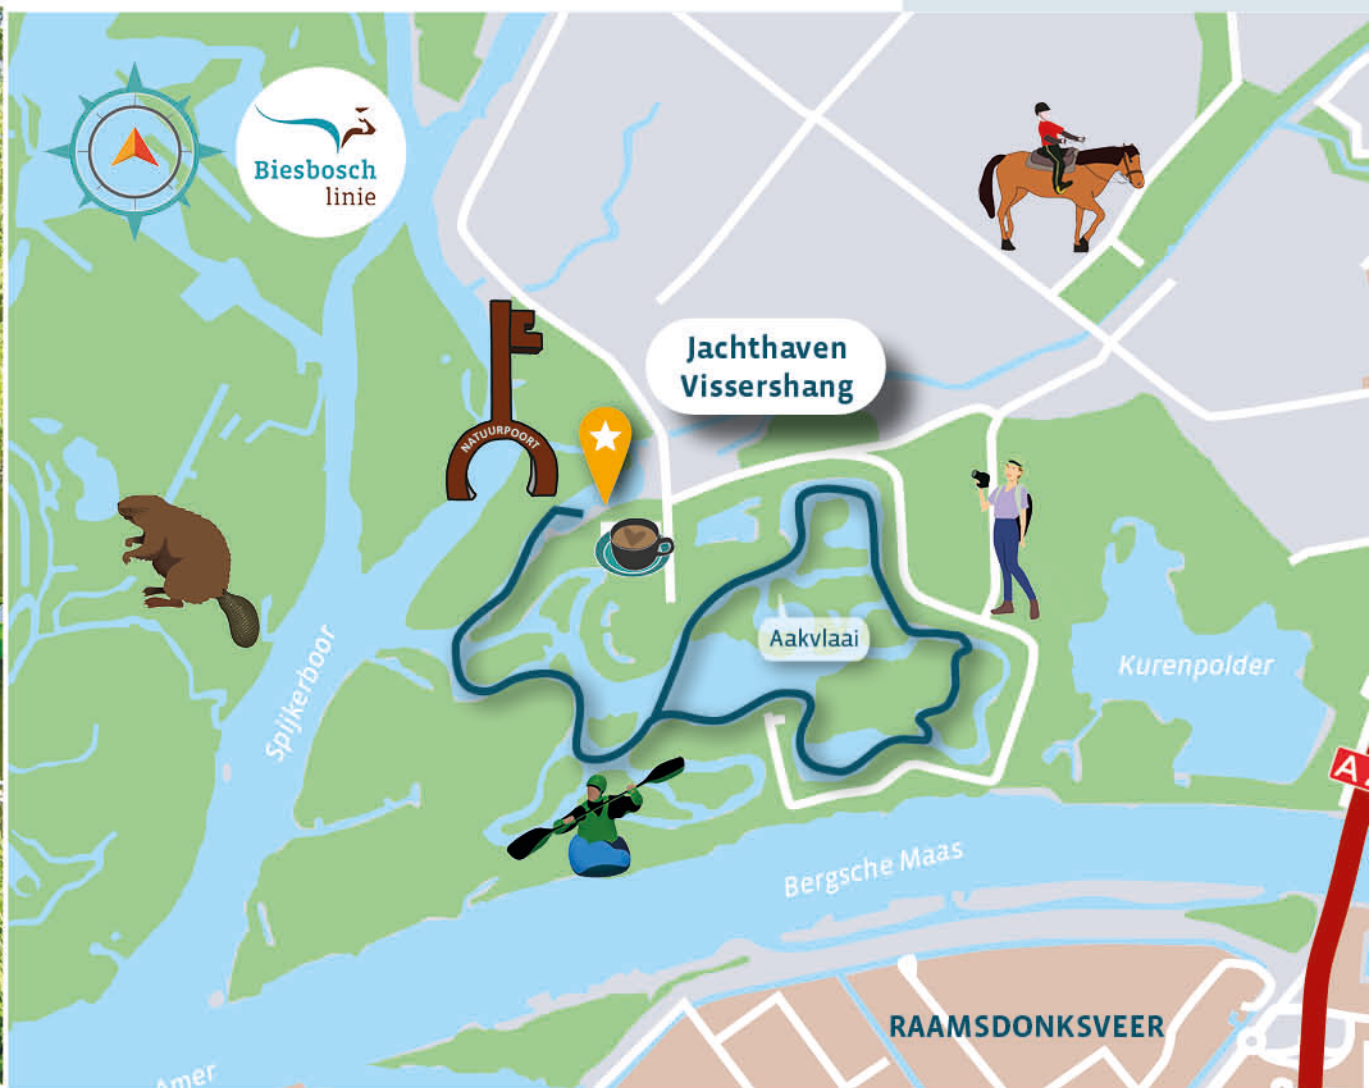 Biesbosch
linie
Jachthaven
Vissershang
NATUURPOORT
Aakvlaai
Kurenpolder
Spijkerboor
Bergsche Maas
RAAMSDONKSVEER
Amer